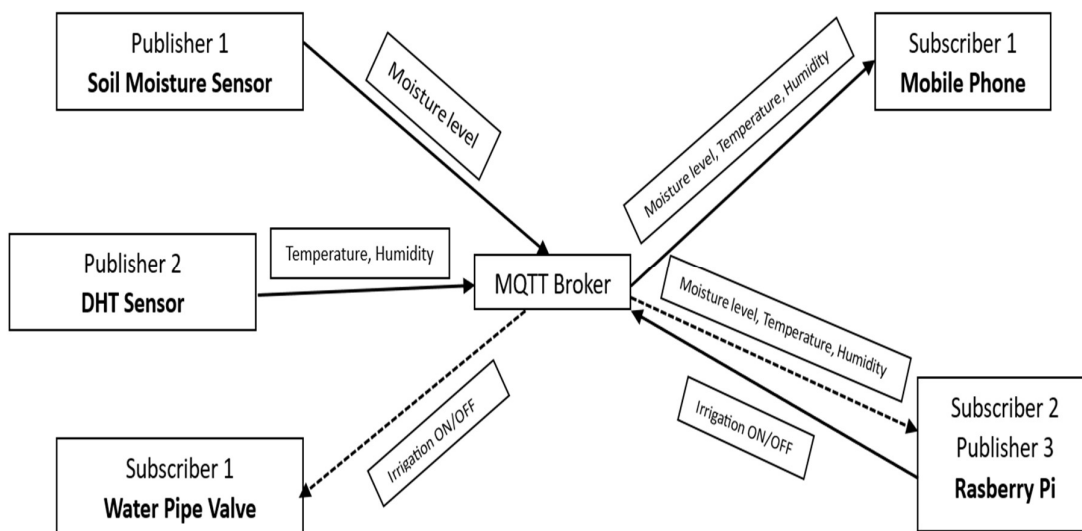 Publisher 1
Soil Moisture Sensor
Moisture level
Moisture level, Temperature, Humidity
Subscriber 1
Mobile Phone
Publisher 2
DHT Sensor
Temperature, Humidity
MQTT Broker
Moisture level, Temperature, Humidity
Irrigation ON/OFF
Irrigation ON/OFF
Subscriber 1
Water Pipe Valve
Subscriber 2
Publisher 3
Rasberry Pi